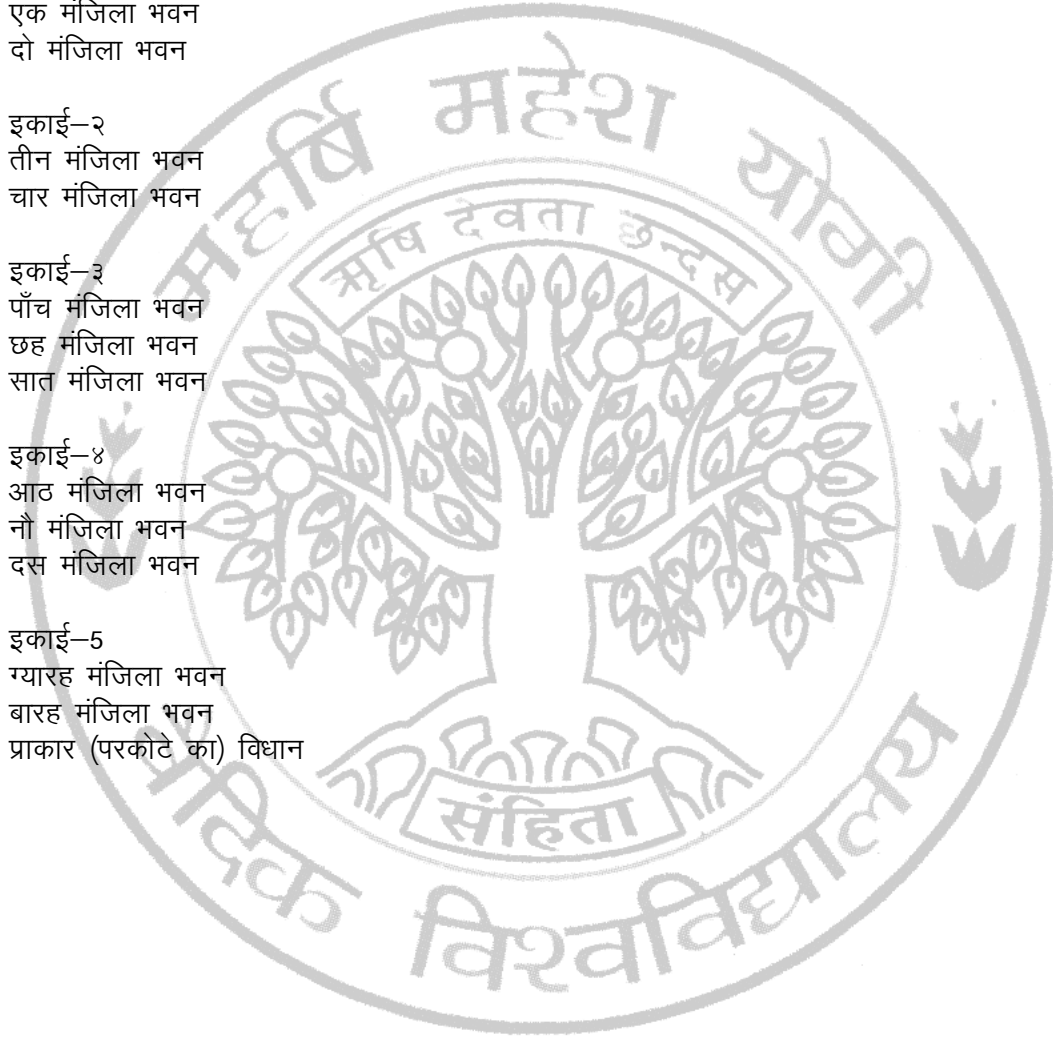 एक मंजिला भवन
दो मंजिला भवन
इकाई–२
तीन मंजिला भवन
चार मंजिला भवन
इकाई–३
पाँच मंजिला भवन
छह मंजिला भवन
सात मंजिला भवन
इकाई–४
आठ मंजिला भवन
नौ मंजिला भवन
दस मंजिला भवन
इकाई–5
ग्यारह मंजिला भवन
बारह मंजिला भवन
प्राकार (परकोटे का) विधान
महर्षि महेश योगी
ऋषि देवता छन्दस
संहिता
वैदिक विश्वविद्यालय